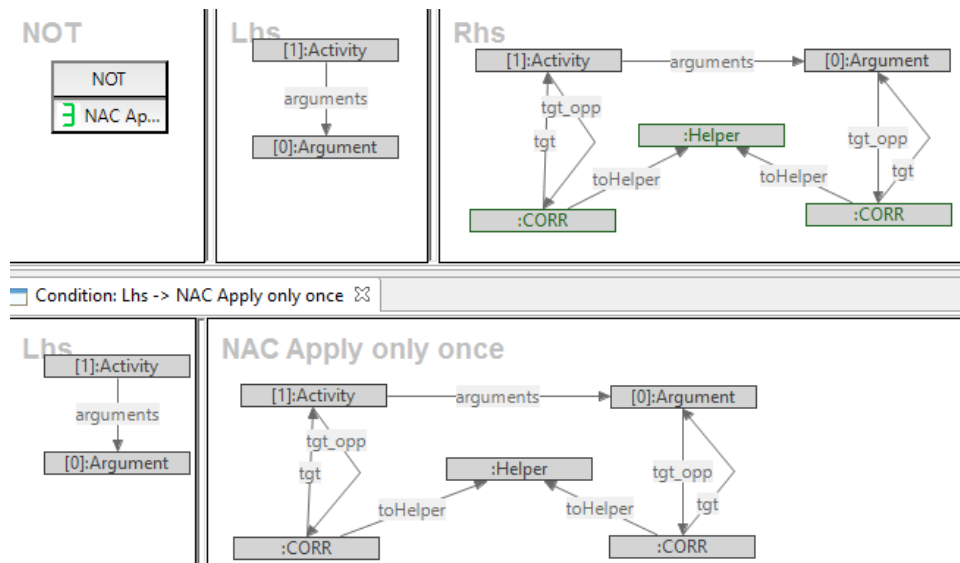 NOT
Lhs
Rhs
NOT
NAC Ap...
[1]:Activity
arguments
[0]:Argument
[1]:Activity
arguments
[0]:Argument
tgt_opp
tgt
:Helper
tgt_opp
tgt
toHelper
toHelper
:CORR
:CORR
Condition: Lhs -> NAC Apply only once
Lhs
NAC Apply only once
[1]:Activity
arguments
[0]:Argument
[1]:Activity
arguments
[0]:Argument
tgt_opp
tgt
:Helper
tgt_opp
tgt
toHelper
toHelper
:CORR
:CORR